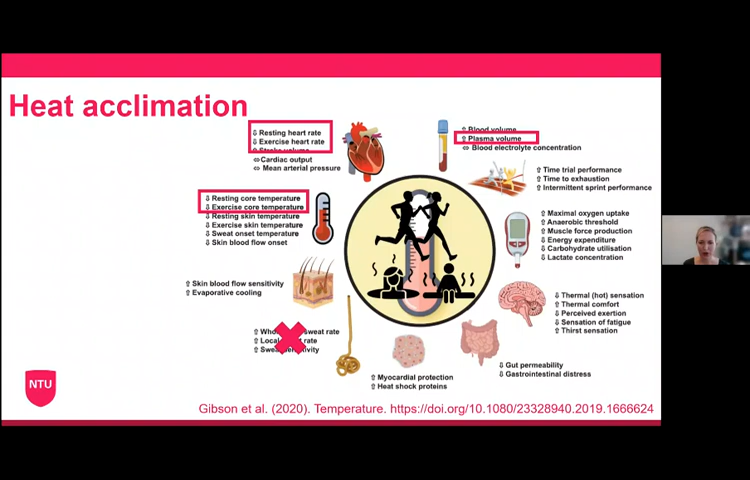 Heat acclimation
⇩ Resting heart rate
⇩ Exercise heart rate
⇧ Stroke volume
⇔ Cardiac output
⇔ Mean arterial pressure
⇧ Blood volume
⇧ Plasma volume
⇔ Blood electrolyte concentration
⇧ Time trial performance
⇧ Time to exhaustion
⇧ Intermittent sprint performance
⇩ Resting core temperature
⇩ Exercise core temperature
⇩ Resting skin temperature
⇩ Exercise skin temperature
⇩ Sweat onset temperature
⇩ Skin blood flow onset
⇧ Maximal oxygen uptake
⇧ Anaerobic threshold
⇧ Muscle force production
⇩ Energy expenditure
⇩ Carbohydrate utilisation
⇩ Lactate concentration
⇧ Skin blood flow sensitivity
⇧ Evaporative cooling
⇩ Thermal (hot) sensation
⇧ Thermal comfort
⇩ Perceived exertion
⇩ Sensation of fatigue
⇧ Thirst sensation
⇧ sweat rate
⇧ Local rate
⇧
⇧ Myocardial protection
⇧ Heat shock proteins
⇩ Gut permeability
⇩ Gastrointestinal distress
NTU
Gibson et al. (2020). Temperature. https://doi.org/10.1080/23328940.2019.1666624